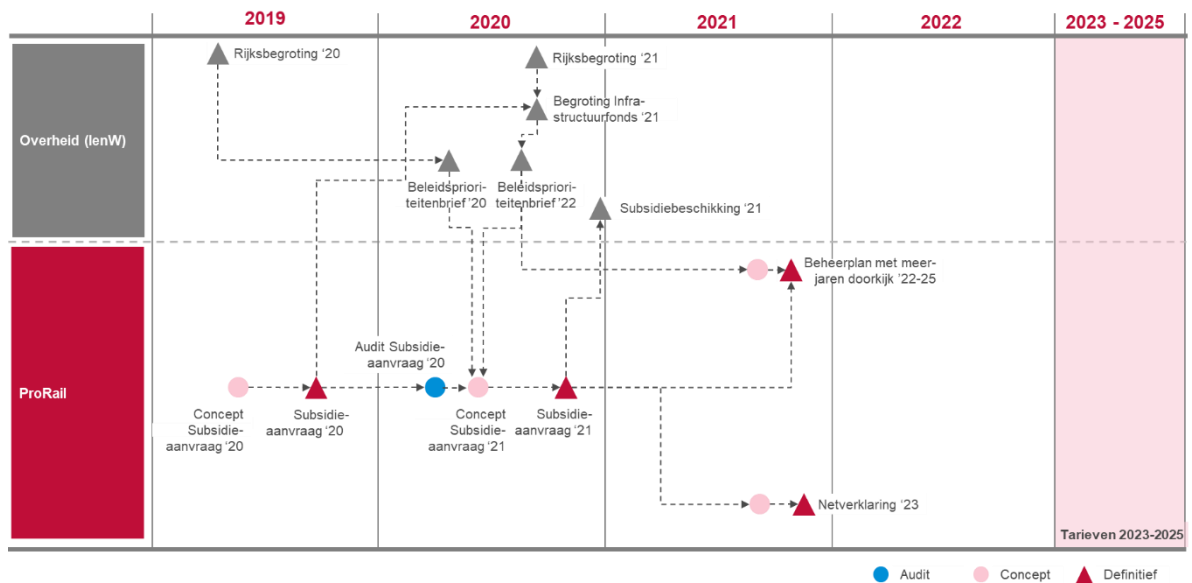 2019
2020
2021
2022
2023 - 2025
Overheid (IenW)
Rijksbegroting ‘20
Rijksbegroting ‘21
Begroting Infra-
structuurfonds ‘21
Beleidspriori-
teitenbrief ’20
Beleidspriori-
teitenbrief ’22
Subsidiebeschikking ‘21
ProRail
Beheerplan met meer-
jaren doorkijk ’22-25
Audit Subsidie-
aanvraag ‘20
Concept
Subsidie-
aanvraag ‘20
Subsidie-
aanvraag ‘20
Concept
Subsidie-
aanvraag ‘21
Subsidie-
aanvraag ‘21
Netverklaring ‘23
Tarieven 2023-2025
Audit
Concept
Definitief